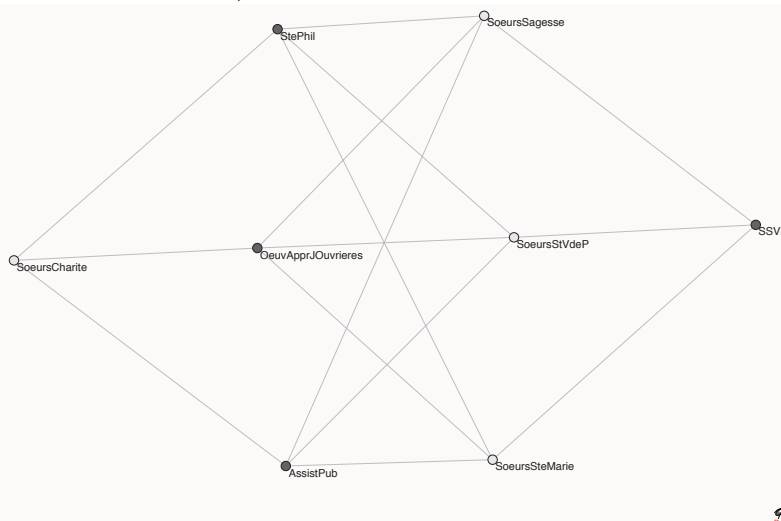 SoeursSagesse
StePhil
SSV
SoeursStVdeP
OeuvApprJOuvrieres
SoeursCharite
SoeursSteMarie
AssistPub